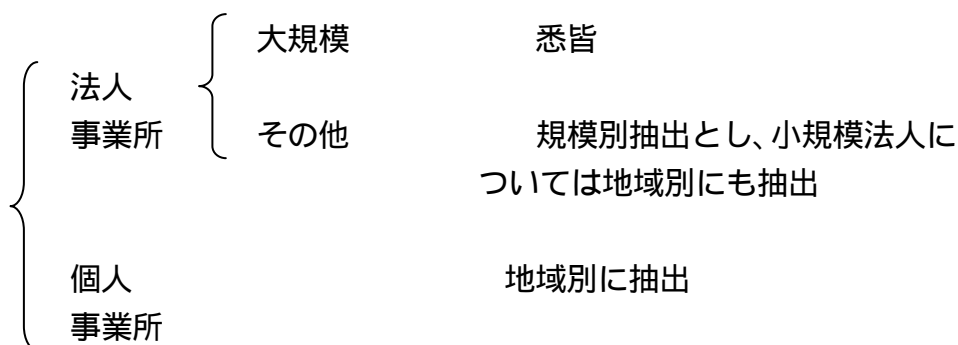 大規模 悉皆
法人
事業所 その他 規模別抽出とし、小規模法人に
ついては地域別にも抽出
個人 地域別に抽出
事業所